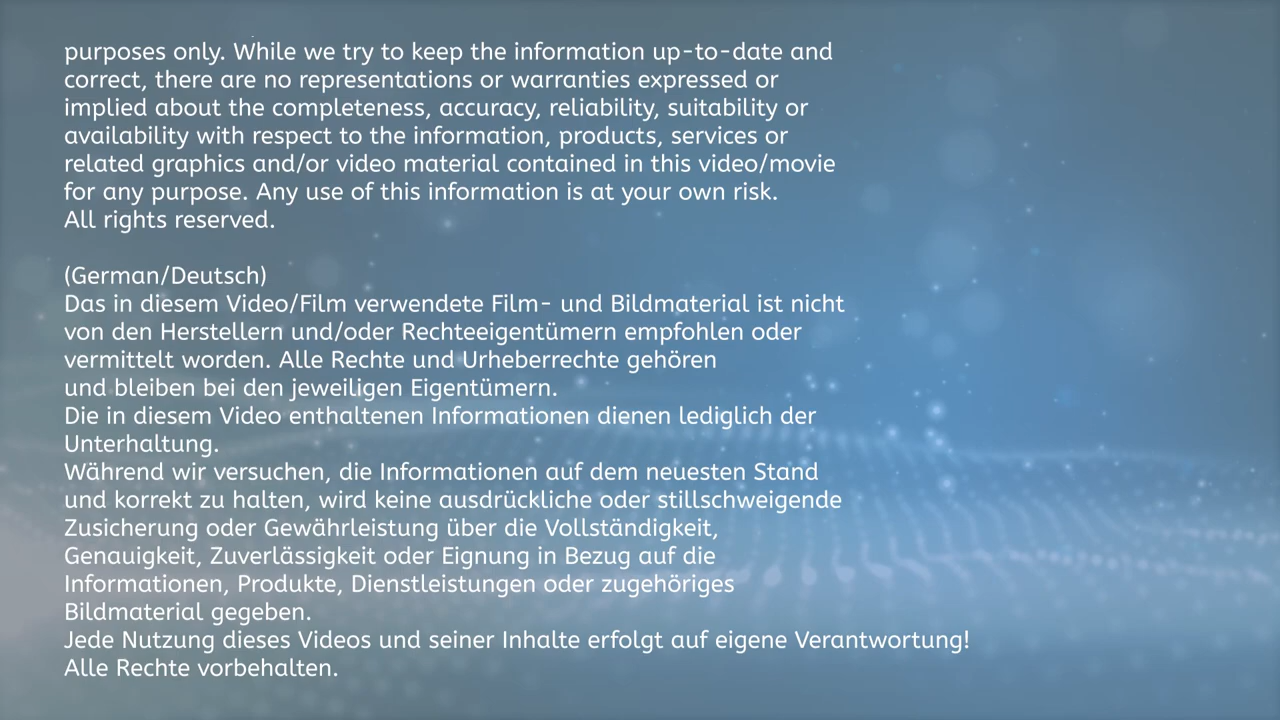 purposes only. While we try to keep the information up-to-date and
correct, there are no representations or warranties expressed or
implied about the completeness, accuracy, reliability, suitability or
availability with respect to the information, products, services or
related graphics and/or video material contained in this video/movie
for any purpose. Any use of this information is at your own risk.
All rights reserved.
(German/Deutsch)
Das in diesem Video/Film verwendete Film- und Bildmaterial ist nicht
von den Herstellern und/oder Rechteeigentümern empfohlen oder
vermittelt worden. Alle Rechte und Urheberrechte gehören
und bleiben bei den jeweiligen Eigentümern.
Die in diesem Video enthaltenen Informationen dienen lediglich der
Unterhaltung.
Während wir versuchen, die Informationen auf dem neuesten Stand
und korrekt zu halten, wird keine ausdrückliche oder stillschweigende
Zusicherung oder Gewährleistung über die Vollständigkeit,
Genauigkeit, Zuverlässigkeit oder Eignung in Bezug auf die
Informationen, Produkte, Dienstleistungen oder zugehöriges
Bildmaterial gegeben.
Jede Nutzung dieses Videos und seiner Inhalte erfolgt auf eigene Verantwortung!
Alle Rechte vorbehalten.